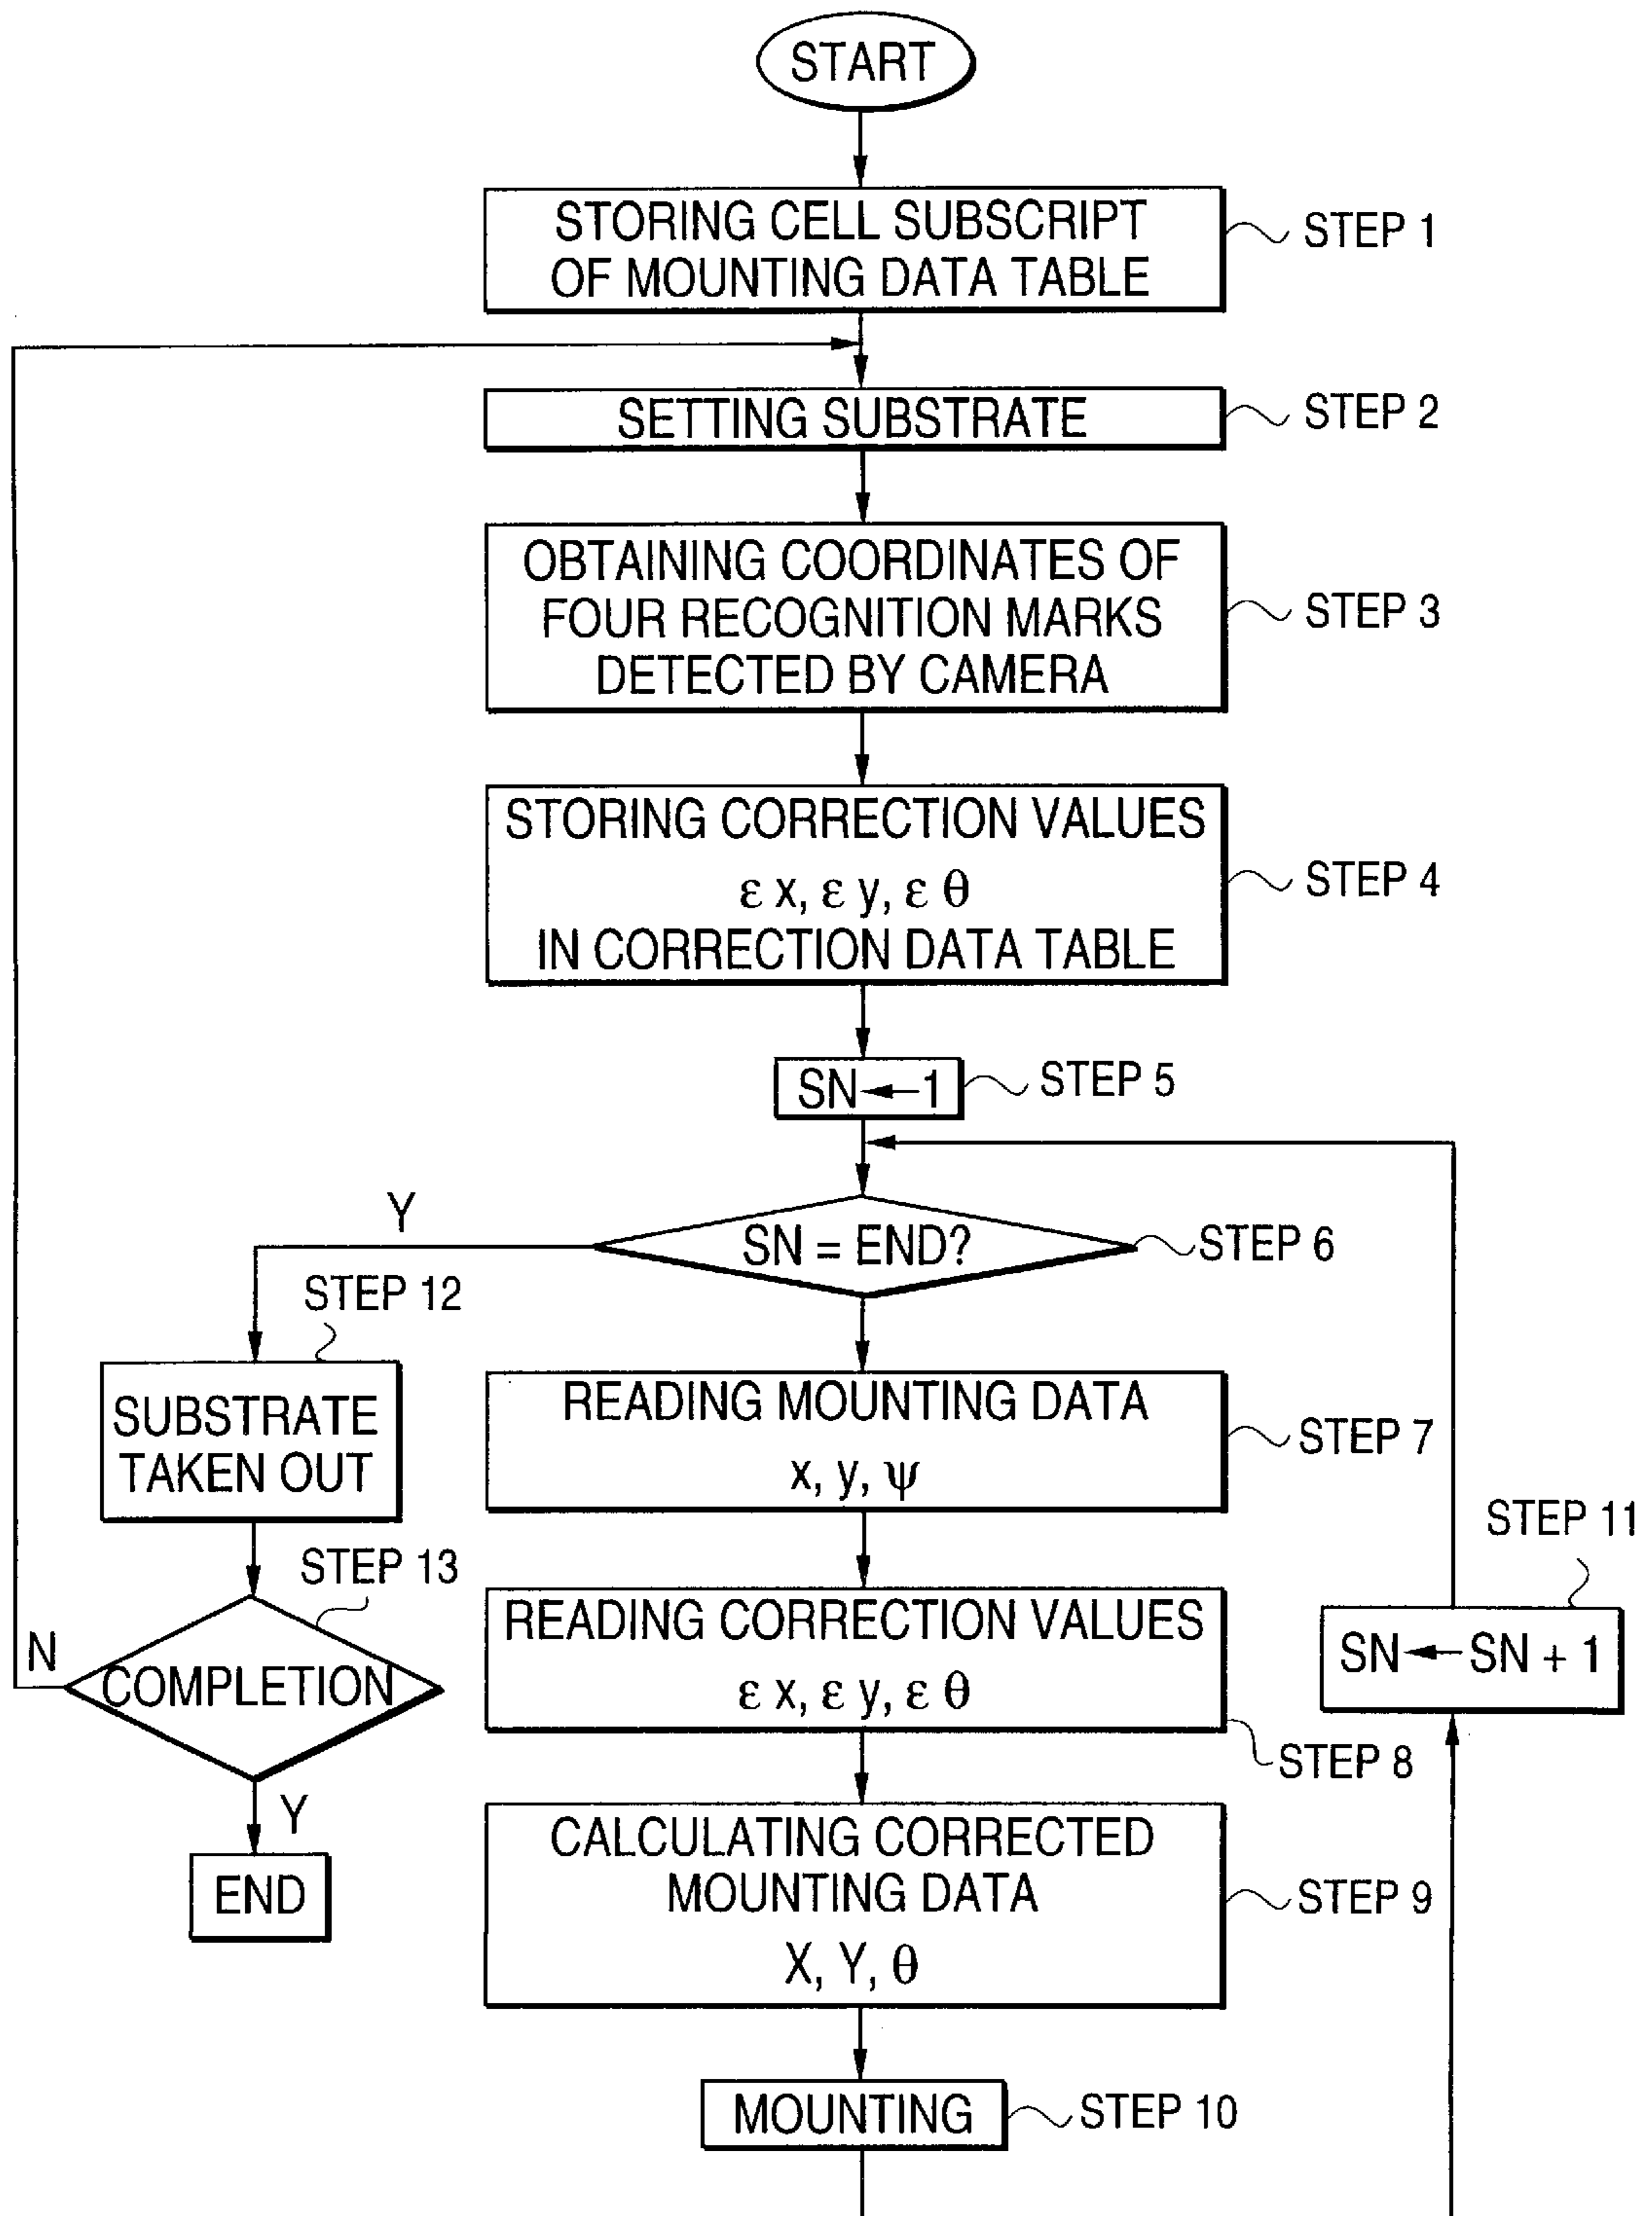 START
STORING CELL SUBSCRIPT
OF MOUNTING DATA TABLE
STEP 1
SETTING SUBSTRATE
STEP 2
OBTAINING COORDINATES OF
FOUR RECOGNITION MARKS
DETECTED BY CAMERA
STEP 3
STORING CORRECTION VALUES
ε x, ε y, ε θ
IN CORRECTION DATA TABLE
STEP 4
SN←1
STEP 5
SN = END?
STEP 6
Y
STEP 12
SUBSTRATE
TAKEN OUT
STEP 13
COMPLETION
N
Y
END
READING MOUNTING DATA
x, y, ψ
STEP 7
READING CORRECTION VALUES
ε x, ε y, ε θ
STEP 8
CALCULATING CORRECTED
MOUNTING DATA
X, Y, θ
STEP 9
MOUNTING
STEP 10
STEP 11
SN←SN + 1